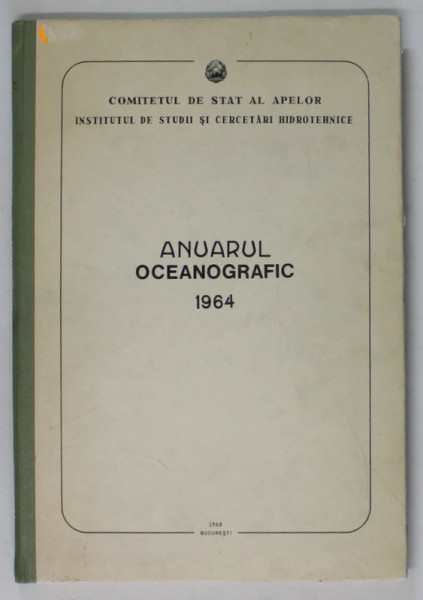 COMITETUL DE STAT AL APELOR
INSTITUTUL DE STUDII ŞI CERCETĂRI HIDROTEHNICE
ANUARUL
OCEANOGRAFIC
1964
1968
BUCUREŞTI